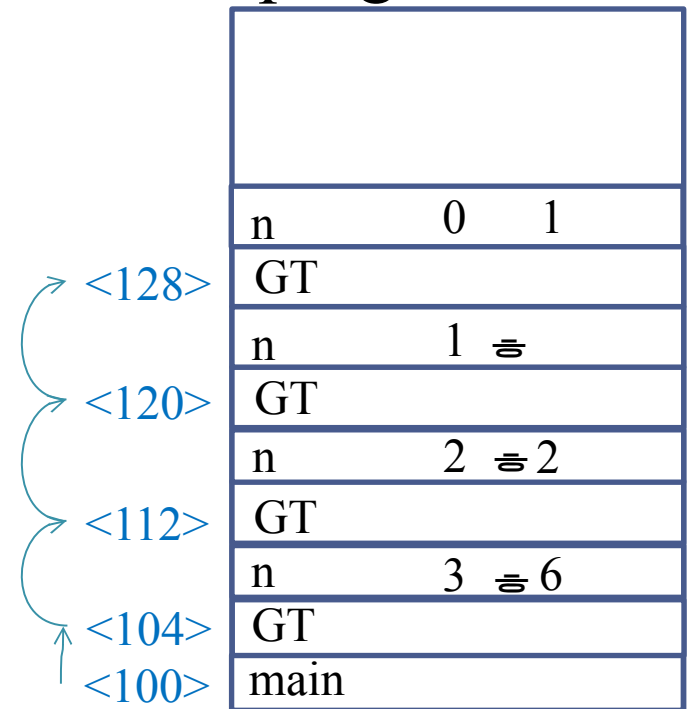 n 0 1
<128> GT
n 1 ㅎ
<120> GT
n 2 ㅎ 2
<112> GT
n 3 ㅎ 6
<104> GT
<100> main